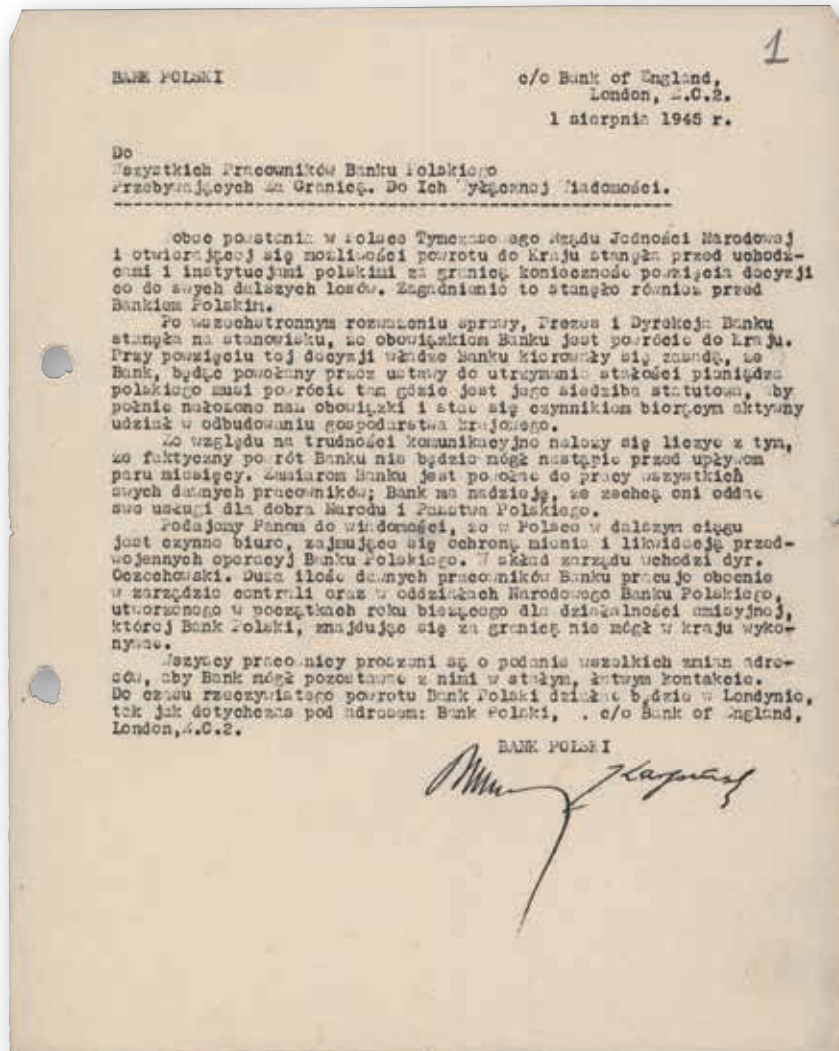 1
BANK POLSKI c/o Bank of England,
London, E.C.2.
1 sierpnia 1945 r.
Do
Wszystkich Pracowników Banku Polskiego
Przebywających Za Granicą. Do Ich Wyłącznej Wiadomości.
Wobec powstania w Polsce Tymczasowego Rządu Jedności Narodowej
i otwierającej się możliwości powrotu do Kraju stanęła przed uchodź-
cami i instytucjami polskimi za granicą konieczność powzięcia decyzji
co do swych dalszych losów. Zagadnienie to stanęło również przed
Bankiem Polskim.
Po wszechstronnym rozważeniu sprawy, Prezes i Dyrekcja Banku
stanęła na stanowisku, że obowiązkiem Banku jest powrócić do kraju.
Przy powzięciu tej decyzji władze Banku kierowały się zasadą, że
Bank, będąc powołany przez ustawy do utrzymania stałości pieniądza
polskiego musi powrócić tam gdzie jest jego siedziba statutowa, aby
pełnić nałożone nań obowiązki i stać się czynnikiem biorącym aktywny
udział w odbudowaniu gospodarstwa krajowego.
Ze względu na trudności komunikacyjne należy się liczyć z tym,
że faktyczny powrót Banku nie będzie mógł nastąpić przed upływem
paru miesięcy. Zamiarem Banku jest powołać do pracy wszystkich
swych dawnych pracowników; Bank ma nadzieję, że zechcą oni oddać
swe usługi dla dobra Narodu i Państwa Polskiego.
Podajemy Panom do wiadomości, że w Polsce w dalszym ciągu
jest czynne biuro, zajmujące się ochroną mienia i likwidacją przed-
wojennych operacyj Banku Polskiego. W skład zarządu wchodzi dyr.
Oczechowski. Duża ilość dawnych pracowników Banku pracuje obecnie
w zarządzie centrali oraz w oddziałach Narodowego Banku Polskiego,
utworzonego w początkach roku bieżącego dla działalności emisyjnej,
której Bank Polski, znajdując się za granicą nie mógł w kraju wyko-
nywać.
Wszyscy pracownicy proszeni są o podanie wszelkich zmian adre-
sów, aby Bank mógł pozostawać z nimi w stałym, łatwym kontakcie.
Do czasu rzeczywistego powrotu Bank Polski działać będzie w Londynie,
tak jak dotychczas pod adresem: Bank Polski, . c/o Bank of England,
London,E.C.2.
BANK POLSKI